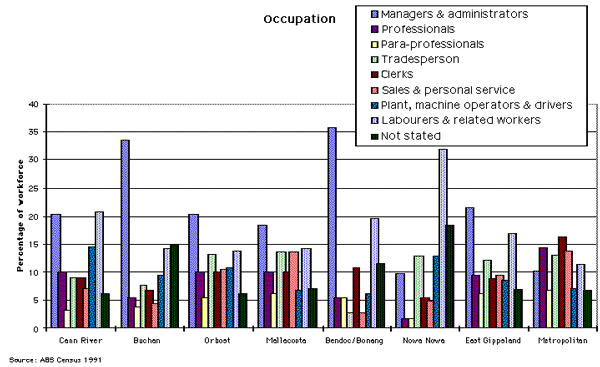 Occupation
Managers & administrators
Professionals
Para-professionals
Tradesperson
Clerks
Sales & personal service
Plant, machine operators & drivers
Labourers & related workers
Not stated
Percentage of workforce
40
35
30
25
20
15
10
5
0
Cann River
Buchan
Orbost
Mallacoota
Bendoc/Bonang
Nowa Nowa
East Gippsland
Metropolitan
Source: ABS Census 1991